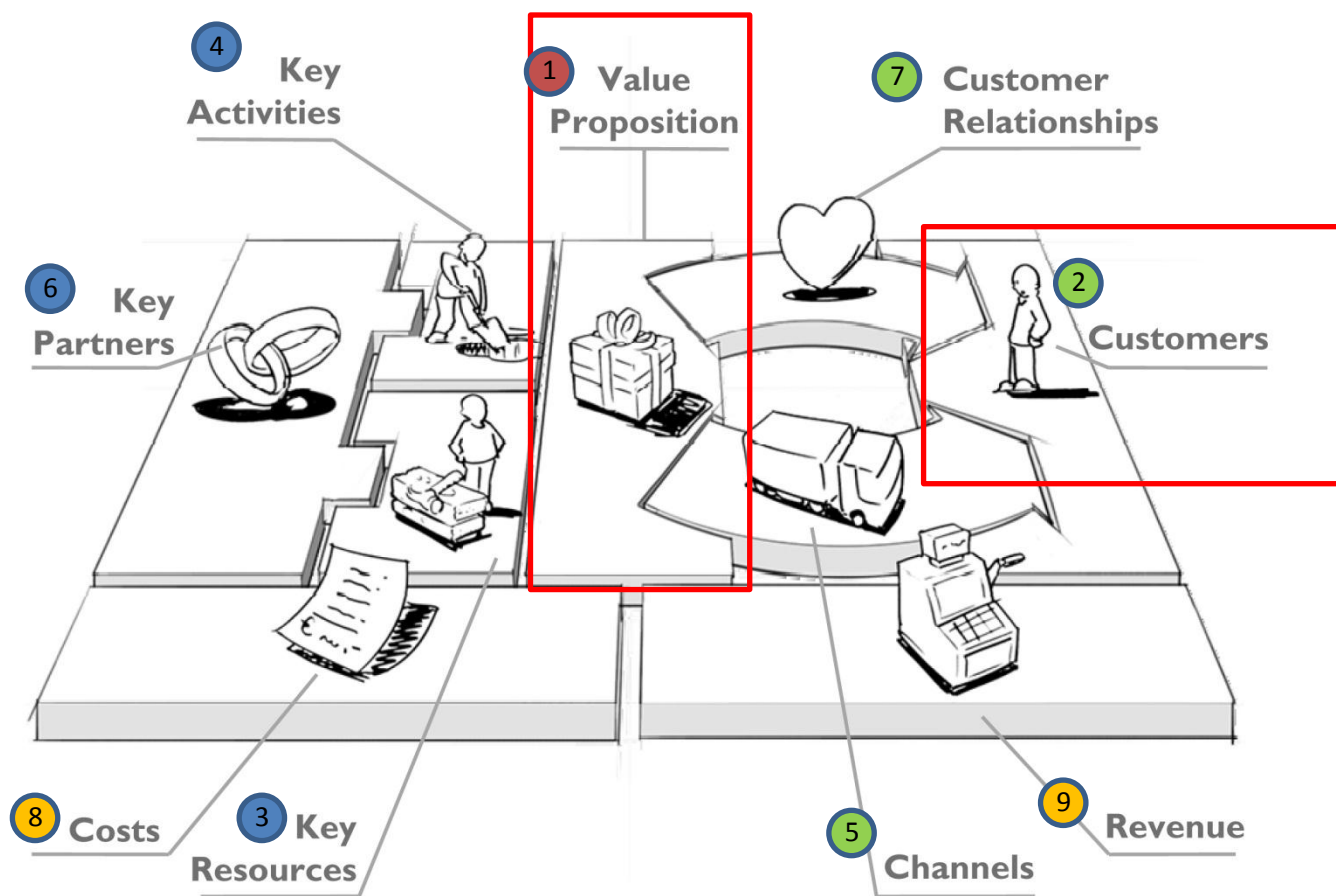 4
Key
Activities
1
Value
Proposition
7
Customer
Relationships
6
Key
Partners
2
Customers
8
Costs
3
Key
Resources
5
Channels
9
Revenue